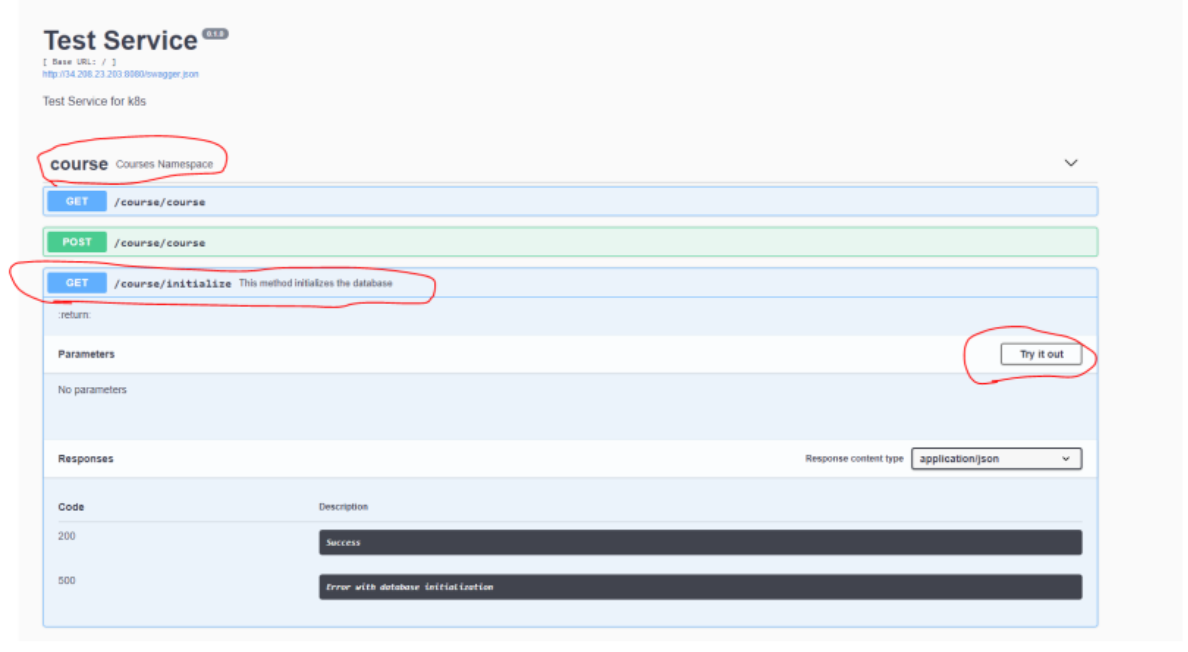 Test Service 0.1.0
[ Base URL: / ]
http://34.208.23.203:8080/swagger.json
Test Service for k8s
course Courses Namespace
GET /course/course
POST /course/course
GET /course/initialize This method initializes the database
:return:
Parameters
Try it out
No parameters
Responses
Response content type application/json
Code Description
200 Success
500 Error with database initialization